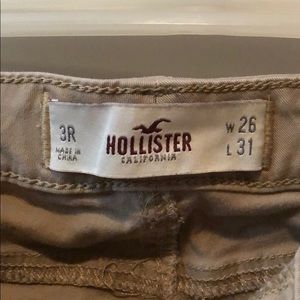 3R
MADE IN
CHINA
HOLLISTER
CALIFORNIA
W 26
L 31